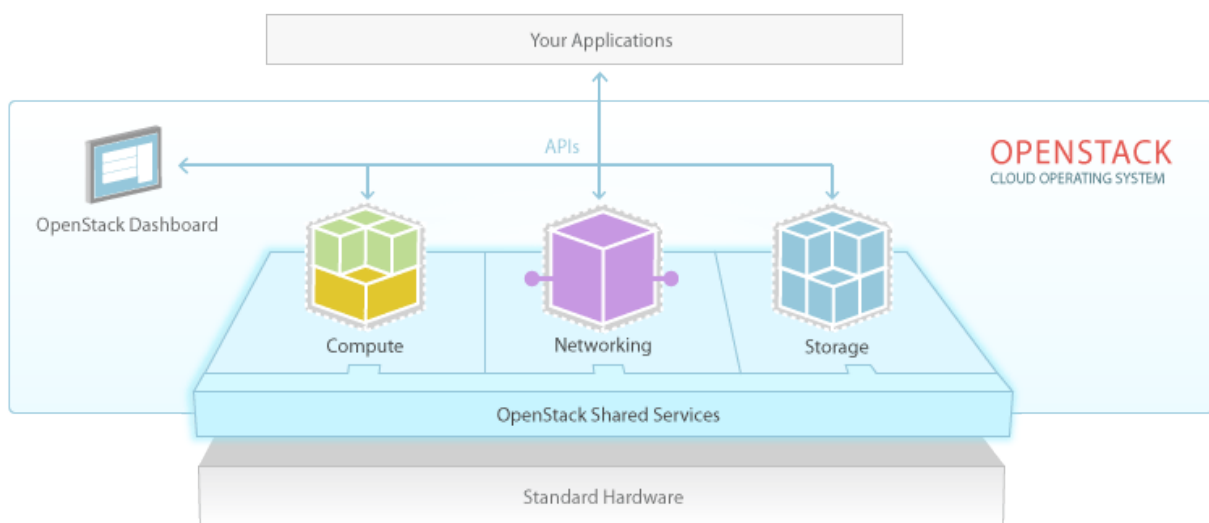 Your Applications
APIs
OPENSTACK
CLOUD OPERATING SYSTEM
OpenStack Dashboard
Compute
Networking
Storage
OpenStack Shared Services
Standard Hardware